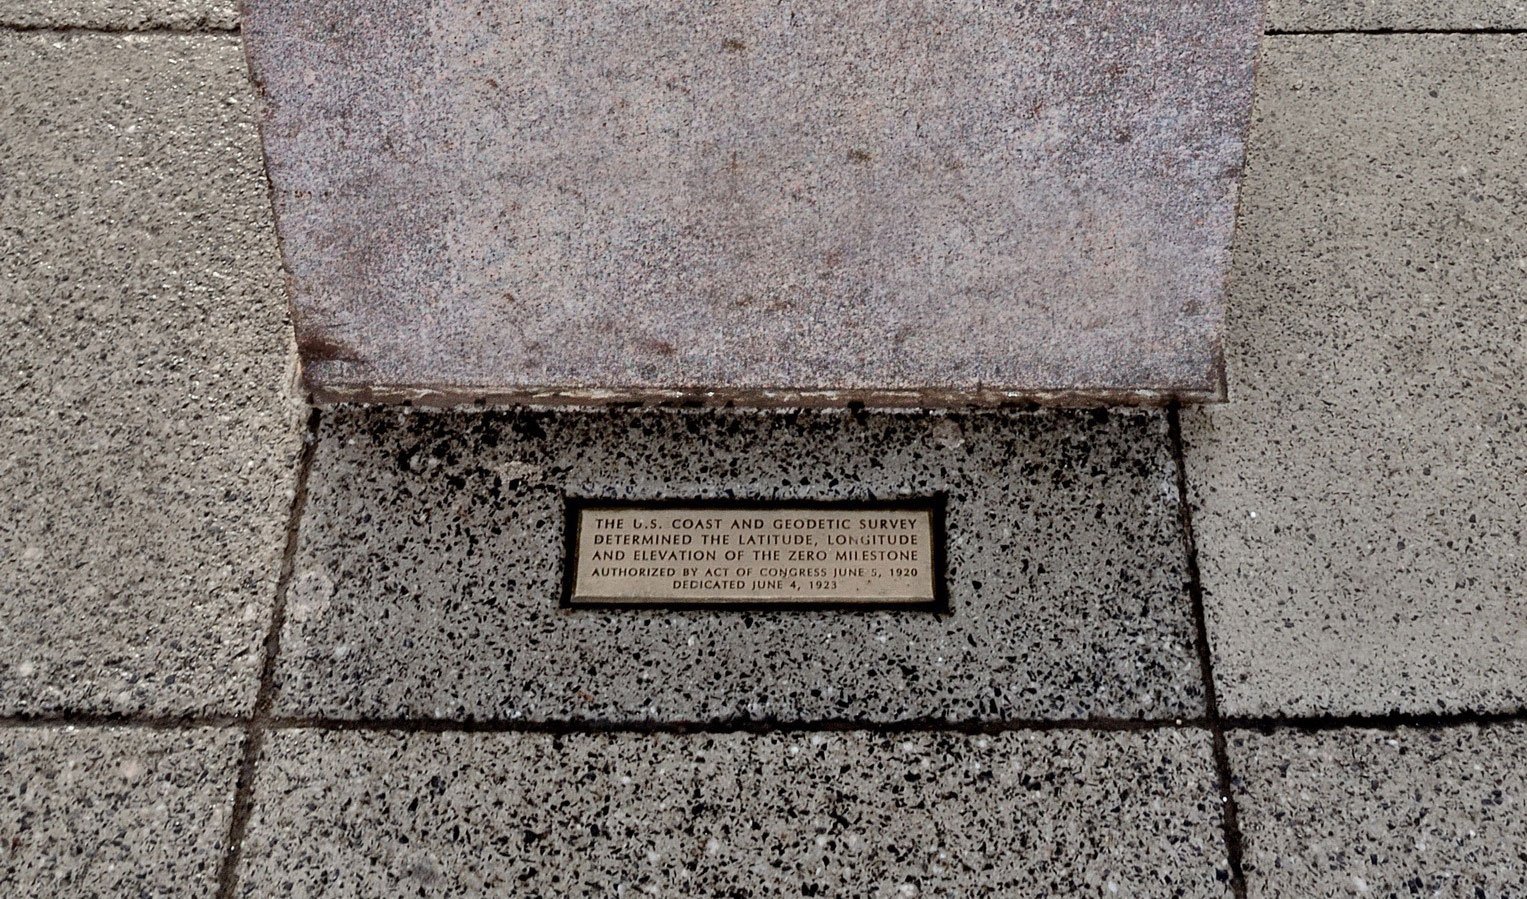 THE U.S. COAST AND GEODETIC SURVEY
DETERMINED THE LATITUDE, LONGITUDE
AND ELEVATION OF THE ZERO MILESTONE
AUTHORIZED BY ACT OF CONGRESS JUNE 5, 1920
DEDICATED JUNE 4, 1923